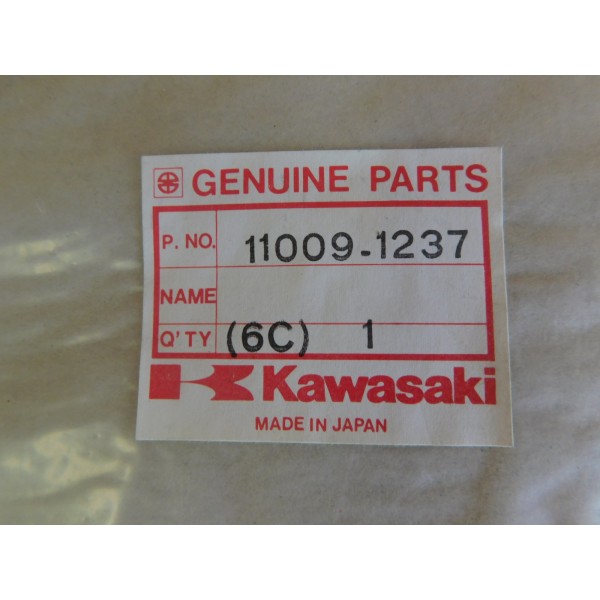 GENUINE PARTS
P. NO. 11009-1237
NAME
Q'TY (6C) 1
Kawasaki
MADE IN JAPAN